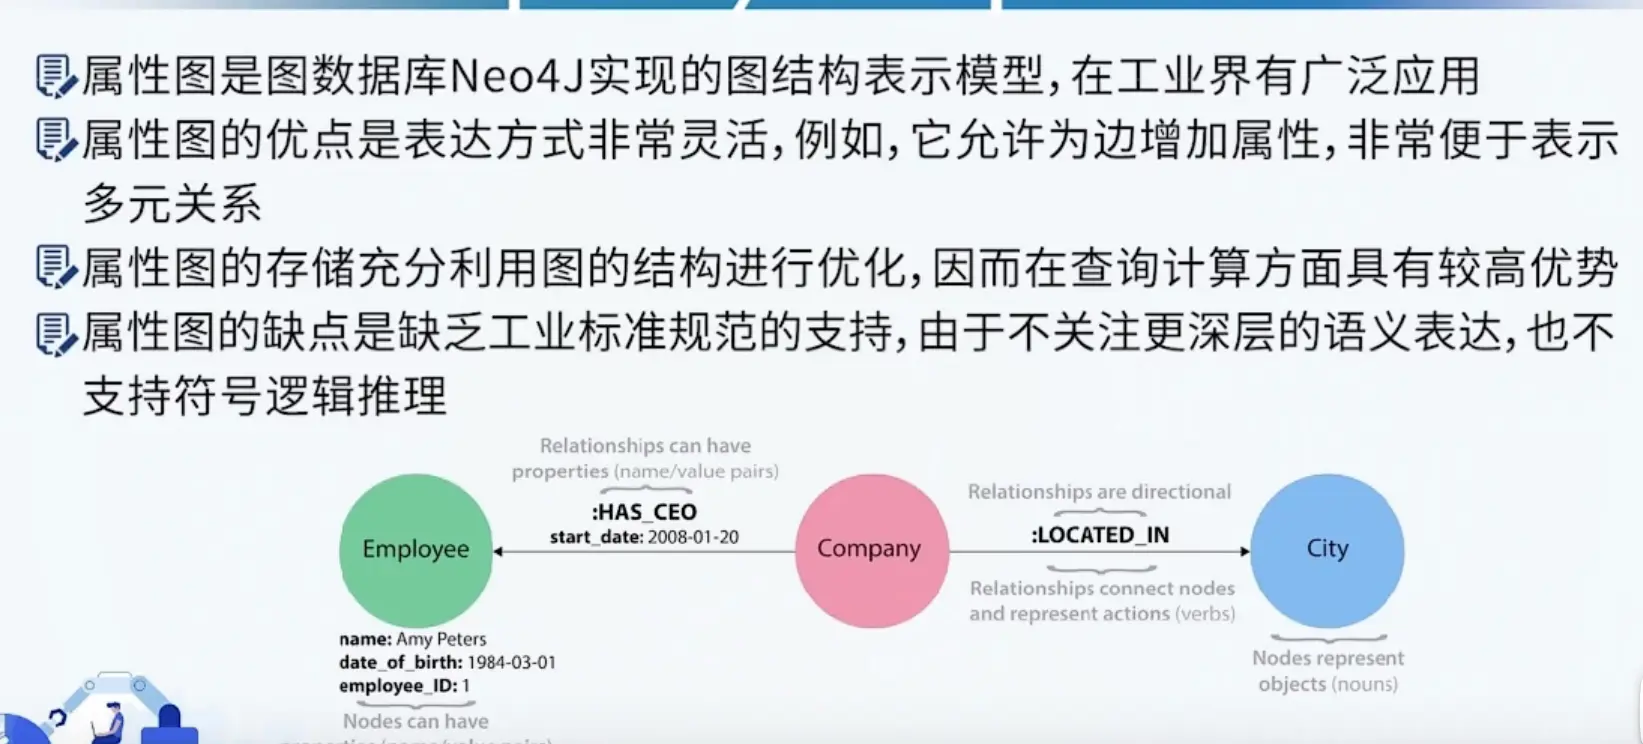 属性图是图数据库Neo4J实现的图结构表示模型,在工业界有广泛应用
属性图的优点是表达方式非常灵活,例如,它允许为边增加属性,非常便于表示
多元关系
属性图的存储充分利用图的结构进行优化,因而在查询计算方面具有较高优势
属性图的缺点是缺乏工业标准规范的支持,由于不关注更深层的语义表达,也不
支持符号逻辑推理
Relationships can have
properties (name/value pairs)
:HAS_CEO
start_date: 2008-01-20
Employee
Company
Relationships are directional
:LOCATED_IN
City
Relationships connect nodes
and represent actions (verbs)
name: Amy Peters
date_of_birth: 1984-03-01
employee_ID: 1
Nodes represent
objects (nouns)
Nodes can have